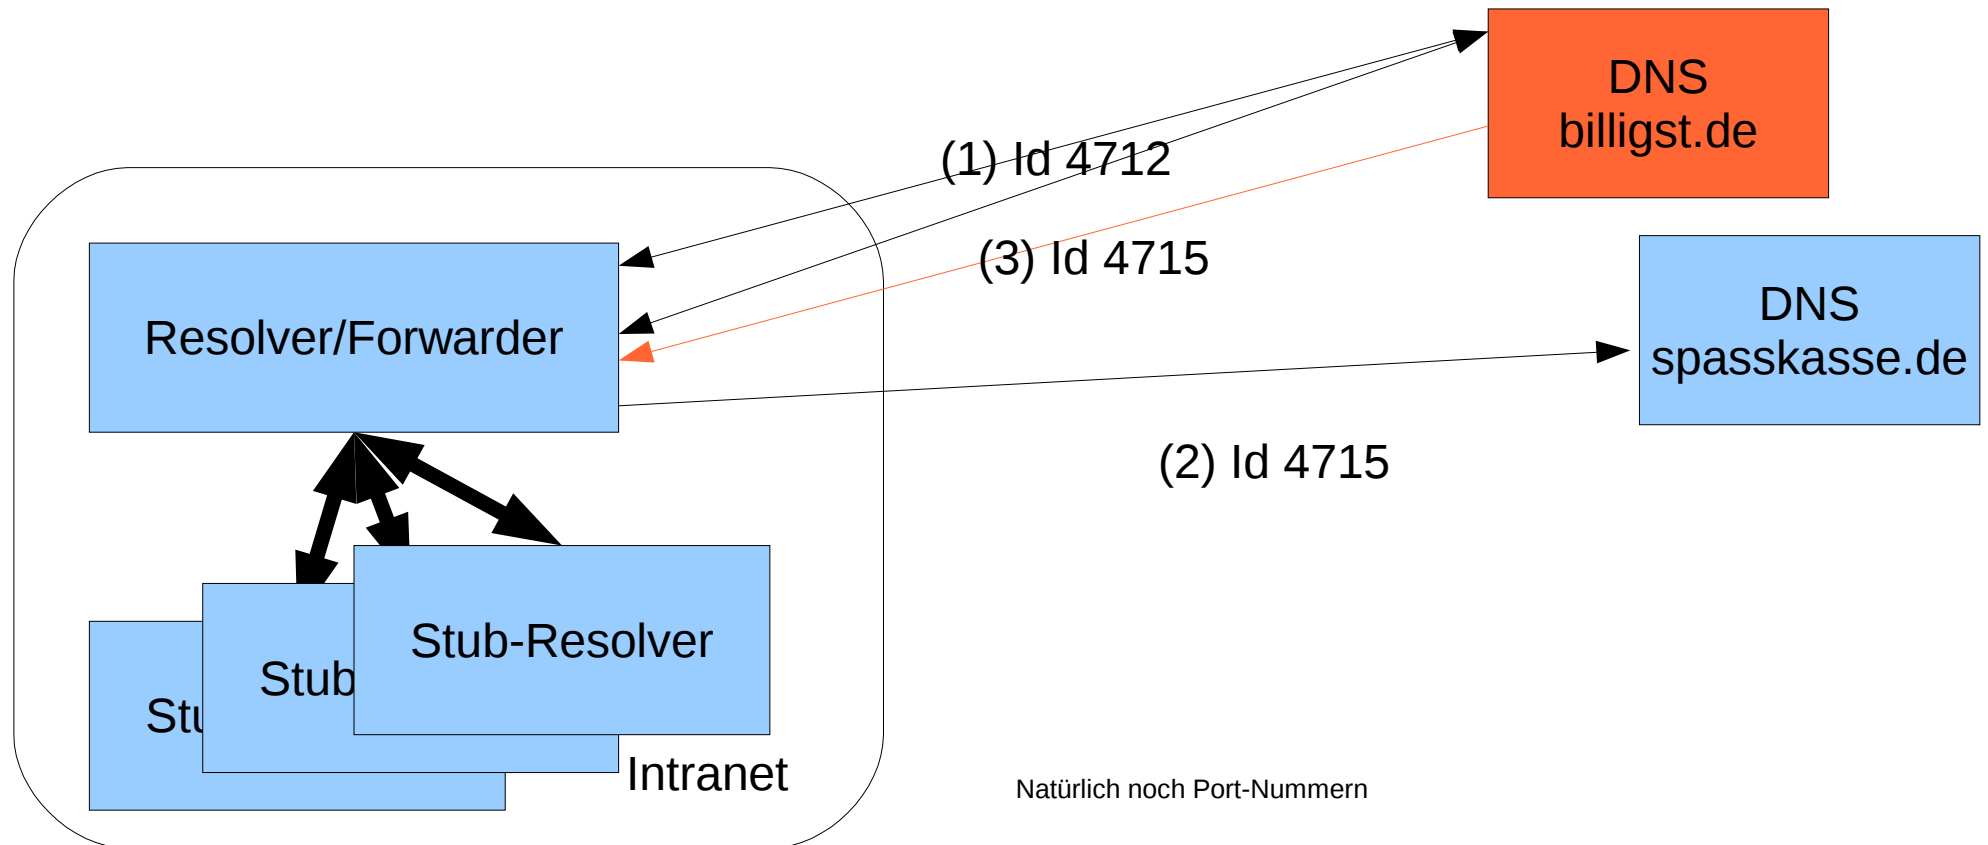 DNS
billigst.de
(1) Id 4712
(3) Id 4715
DNS
spasskasse.de
Resolver/Forwarder
(2) Id 4715
Stub-Resolver
Stub
Stu
Intranet
Natürlich noch Port-Nummern